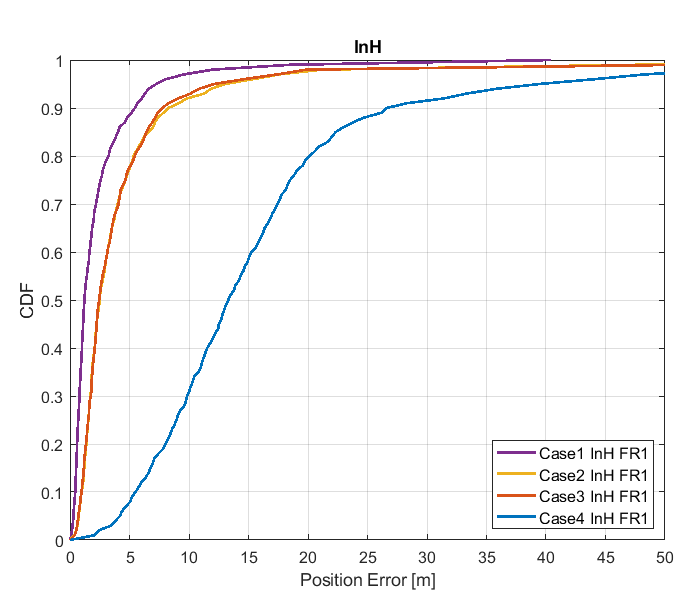 InH
1
0.9
0.8
0.7
0.6
0.5
0.4
0.3
0.2
0.1
0
CDF
0 5 10 15 20 25 30 35 40 45 50
Position Error [m]
Case1 InH FR1
Case2 InH FR1
Case3 InH FR1
Case4 InH FR1